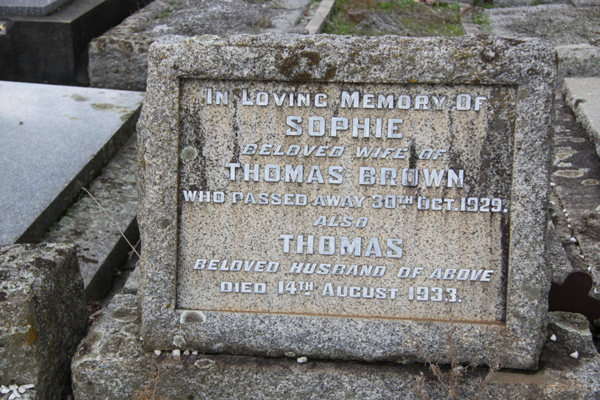 In Loving Memory Of
SOPHIE
BELOVED WIFE OF
THOMAS BROWN
WHO PASSED AWAY 30TH OCT. 1929.
ALSO
THOMAS
BELOVED HUSBAND OF ABOVE
DIED 14TH AUGUST 1933.